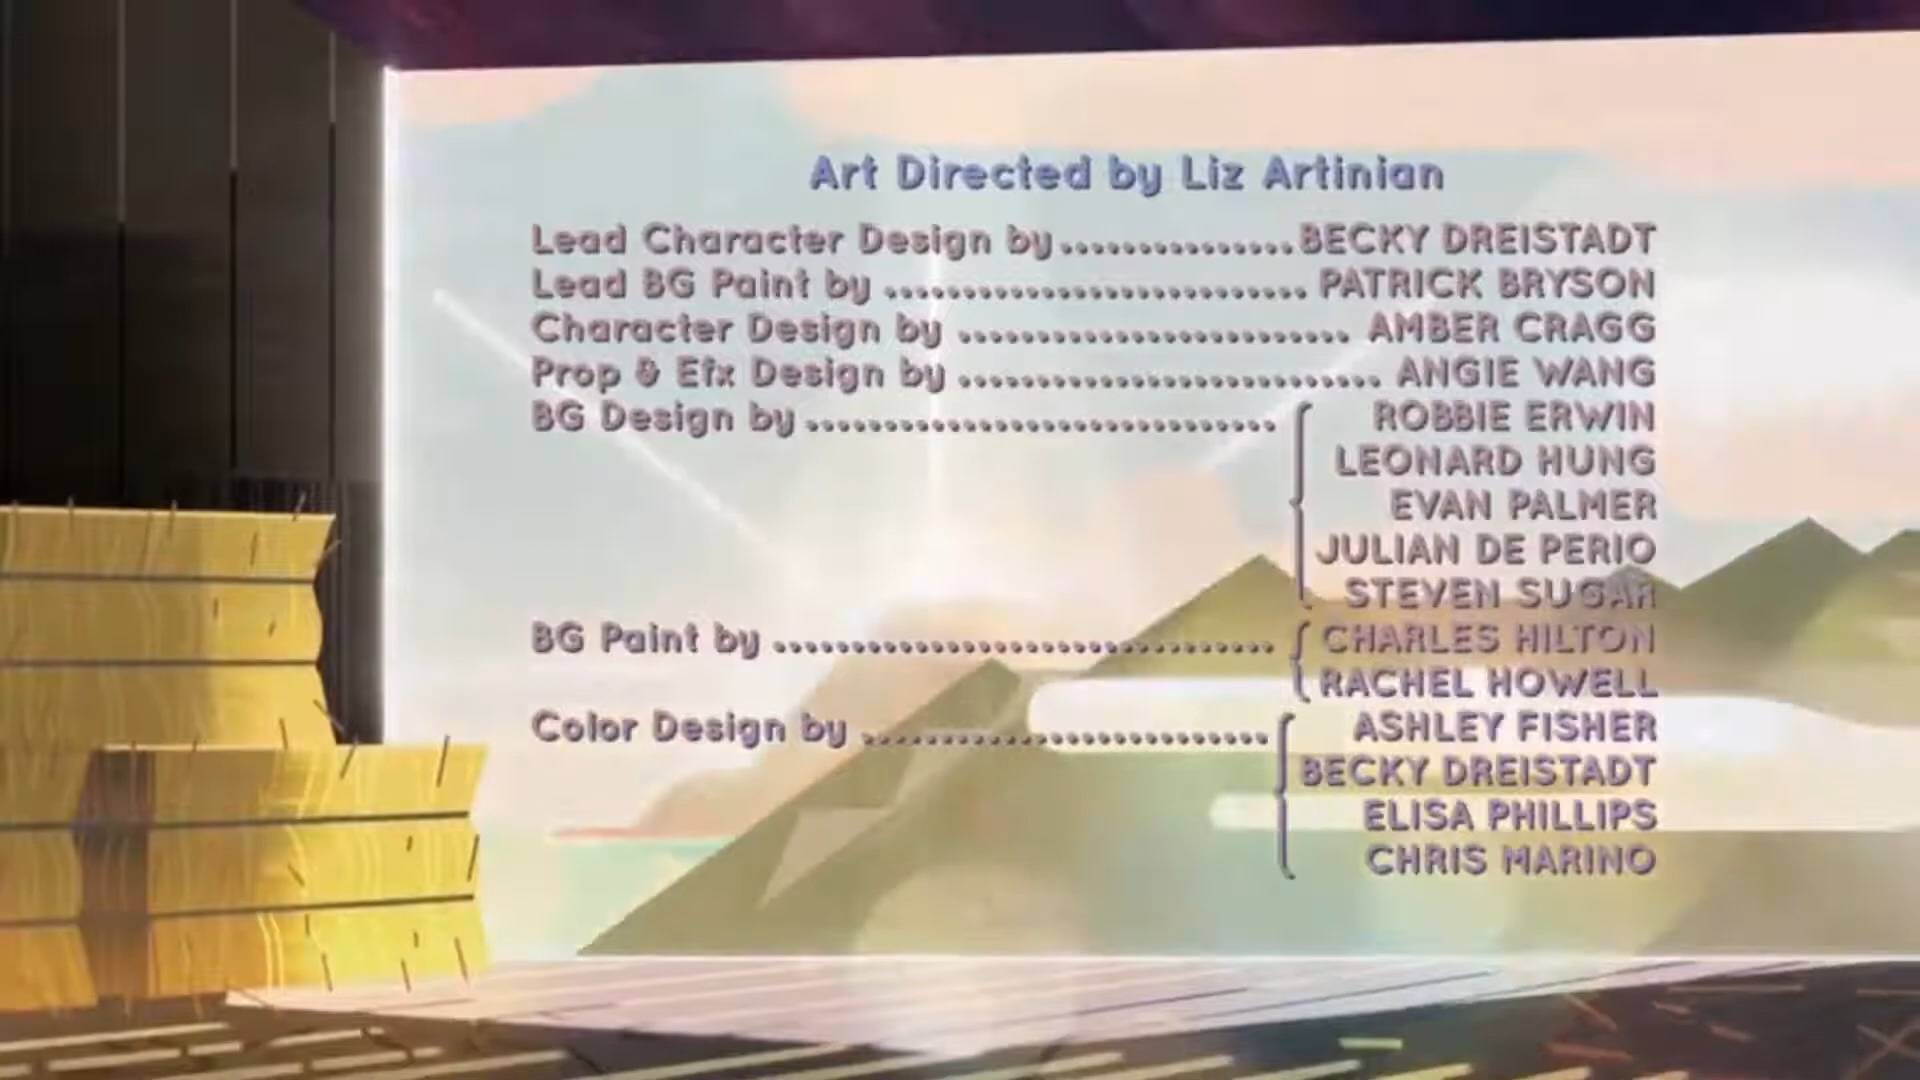 Art Directed by Liz Artinian
Lead Character Design by...............BECKY DREISTADT
Lead BG Paint by ........................... PATRICK BRYSON
Character Design by ......................... AMBER CRAGG
Prop & Efx Design by ........................... ANGIE WANG
BG Design by .............................. ROBBIE ERWIN
LEONARD HUNG
EVAN PALMER
JULIAN DE PERIO
STEVEN SUGAR
BG Paint by ................................ CHARLES HILTON
RACHEL HOWELL
Color Design by .......................... ASHLEY FISHER
BECKY DREISTADT
ELISA PHILLIPS
CHRIS MARINO